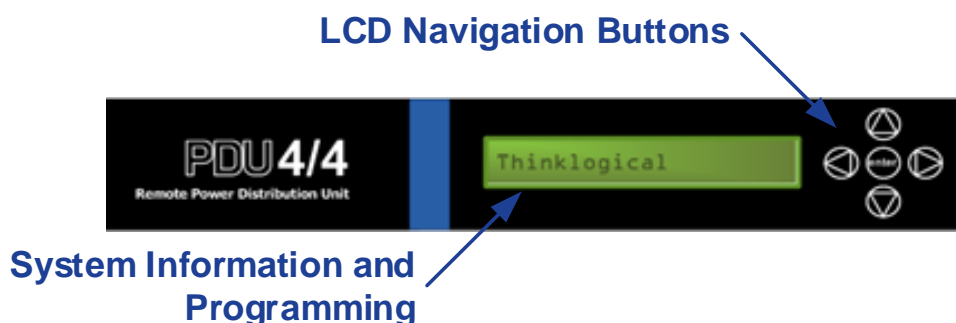 LCD Navigation Buttons
PDU 4/4
Remote Power Distribution Unit
Thinklogical
enter
System Information and
Programming